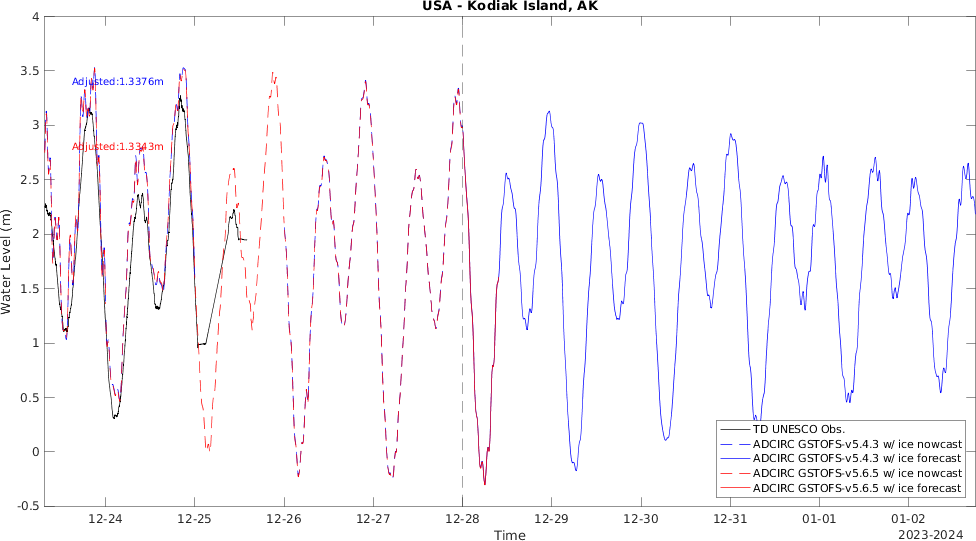 USA - Kodiak Island, AK
4
3.5
3
2.5
2
1.5
1
0.5
0
-0.5
Water Level (m)
Adjusted:1.3376m
Adjusted:1.3343m
TD UNESCO Obs.
ADCIRC GSTOFS-v5.4.3 w/ ice nowcast
ADCIRC GSTOFS-v5.4.3 w/ ice forecast
ADCIRC GSTOFS-v5.6.5 w/ ice nowcast
ADCIRC GSTOFS-v5.6.5 w/ ice forecast
12-24 12-25 12-26 12-27 12-28 12-29 12-30 12-31 01-01 01-02
Time
2023-2024